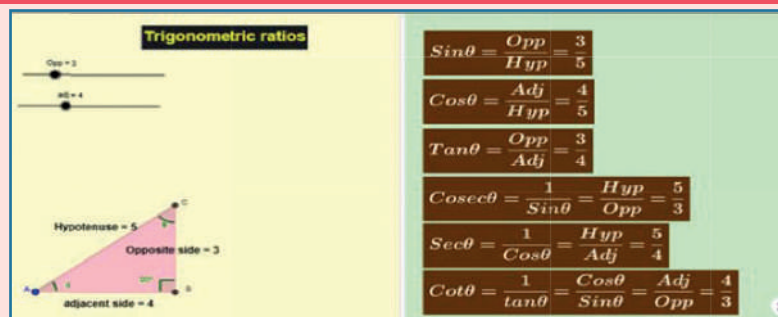 Trigonometric ratios
Opp = 3
Hypotenuse = 5
Opposite side = 3
adjacent side = 4
A
B
C
90°
Sinθ = Opp/Hyp = 3/5
Cosθ = Adj/Hyp = 4/5
Tanθ = Opp/Adj = 3/4
Cosecθ = 1/Sinθ = Hyp/Opp = 5/3
Secθ = 1/Cosθ = Hyp/Adj = 5/4
Cotθ = 1/tanθ = Cosθ/Sinθ = Adj/Opp = 4/3